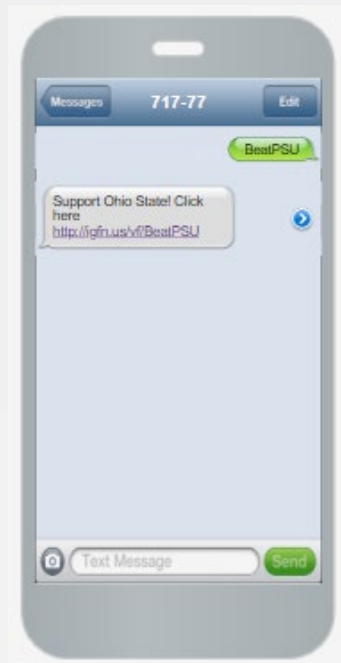 Messages 717-77 Edit
BeatPSU
Support Ohio State! Click
here
http://igfn.us/vf/BeatPSU
Text Message Send